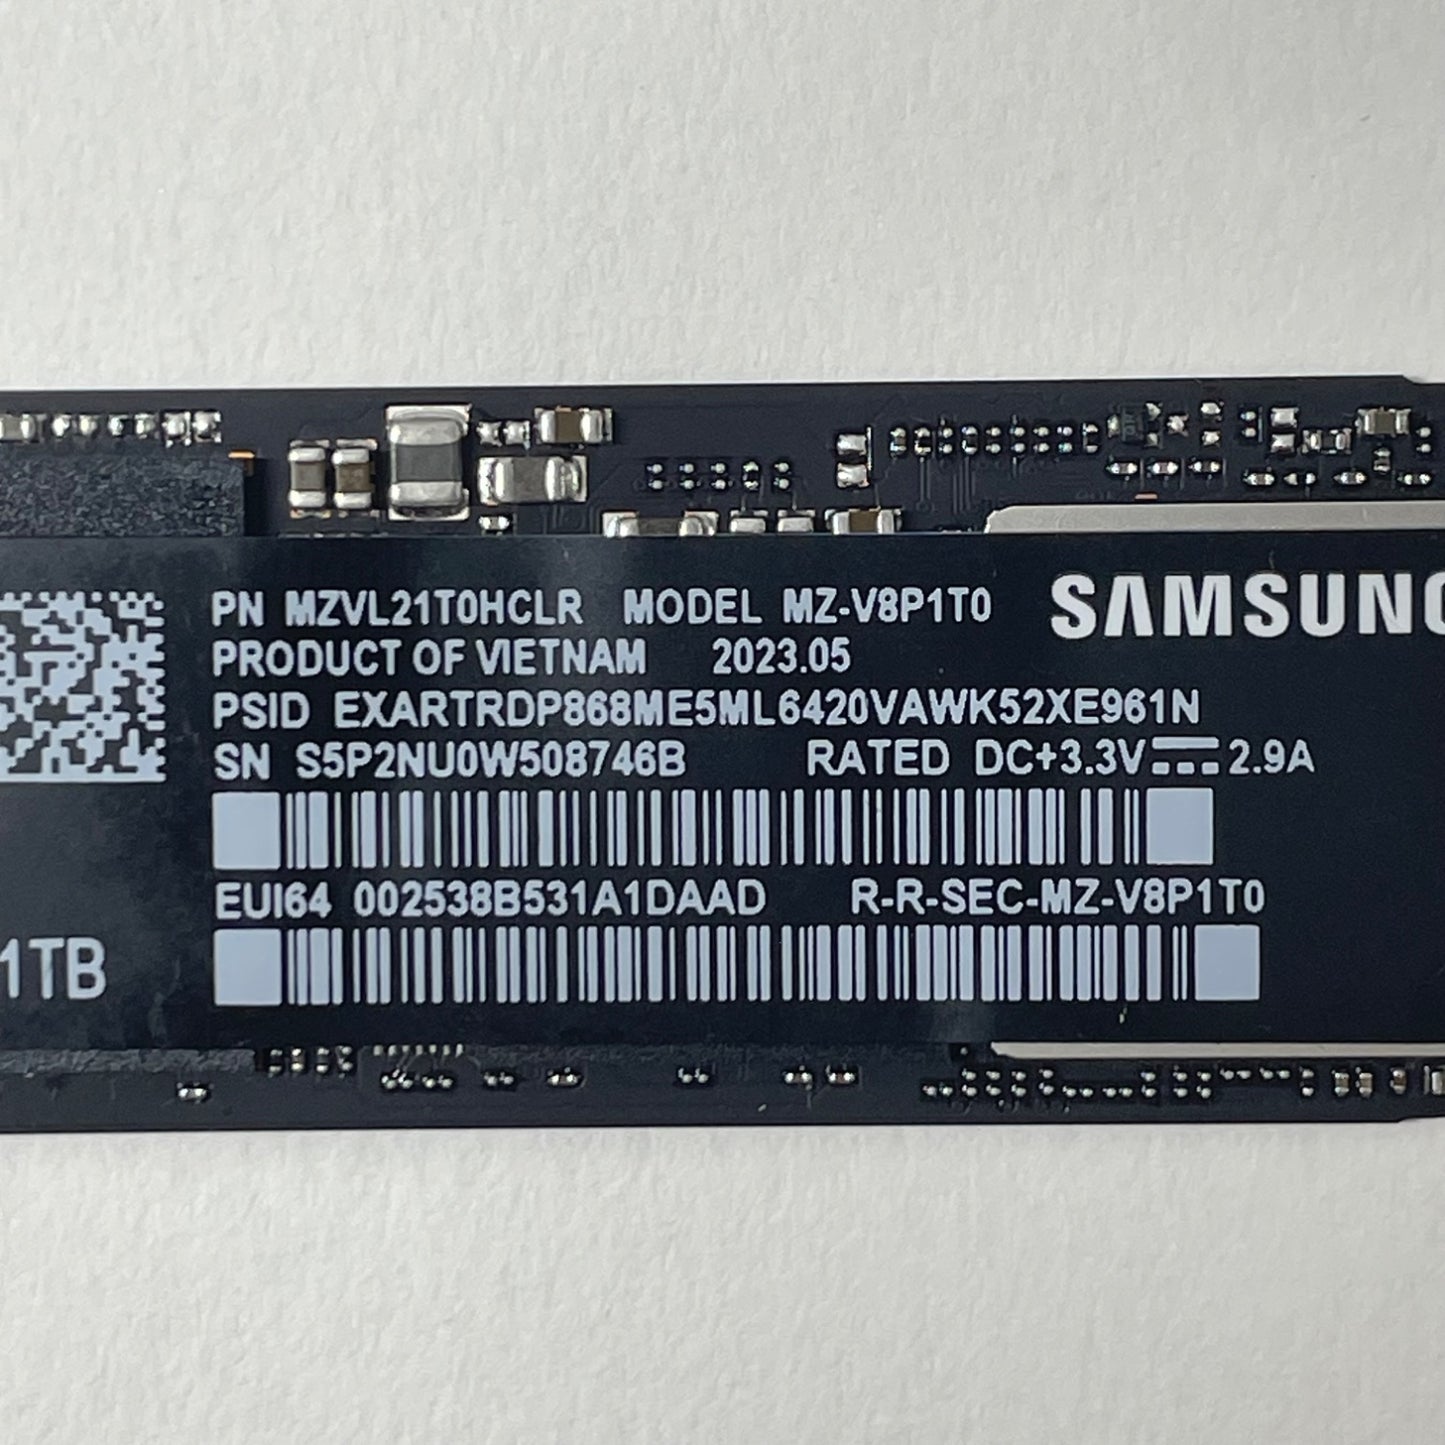 PN MZVL21T0HCLR MODEL MZ-V8P1T0
SAMSUNG
PRODUCT OF VIETNAM 2023.05
PSID EXARTRDP868ME5ML6420VAWK52XE961N
SN S5P2NU0W508746B RATED DC+3.3V⎓2.9A
EUI64 002538B531A1DAAD R-R-SEC-MZ-V8P1T0
1TB